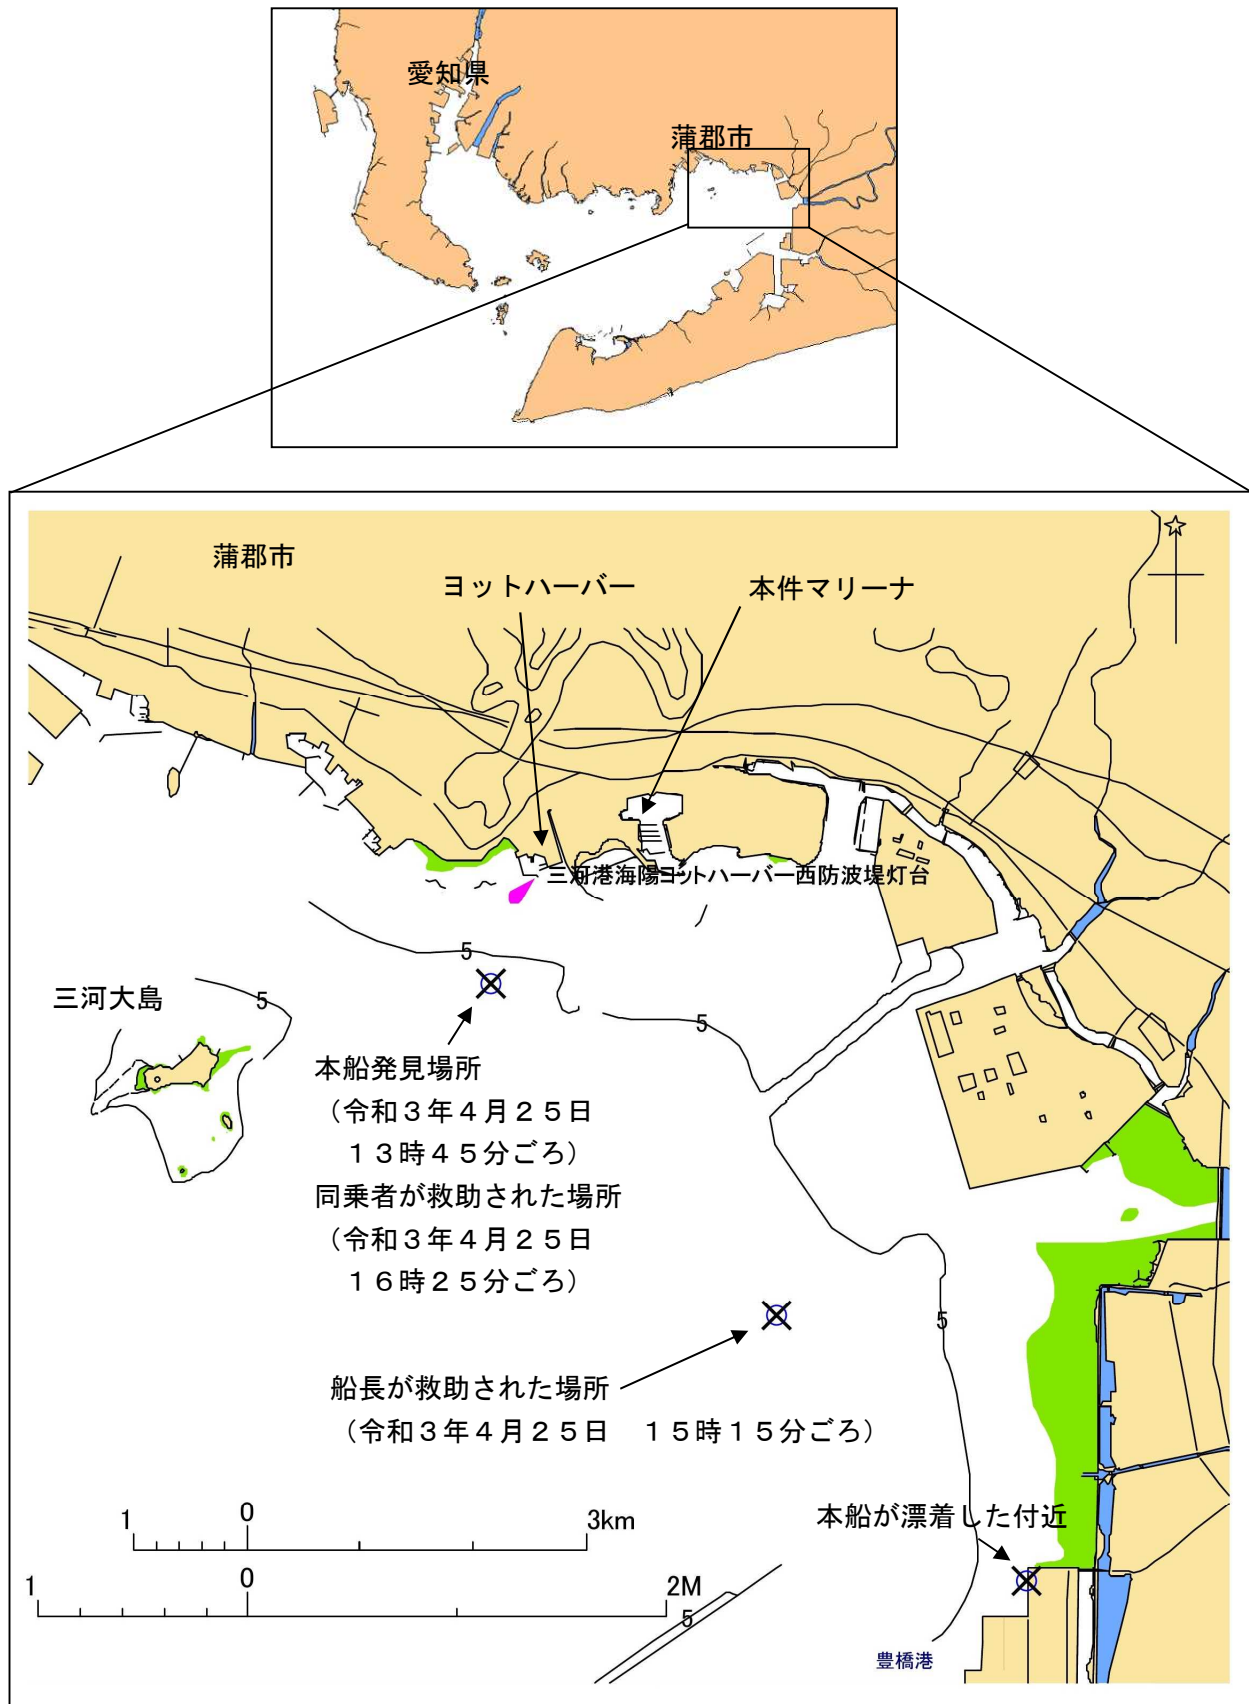 愛知県
蒲郡市
蒲郡市
ヨットハーバー
本件マリーナ
三河港海陽ヨットハーバー西防波堤灯台
5
三河大島
5
5
本船発見場所
（令和３年４月２５日
１３時４５分ごろ）
同乗者が救助された場所
（令和３年４月２５日
１６時２５分ごろ）
5
船長が救助された場所
（令和３年４月２５日　１５時１５分ごろ）
本船が漂着した付近
1 0 3km
1 0 2M
5
豊橋港